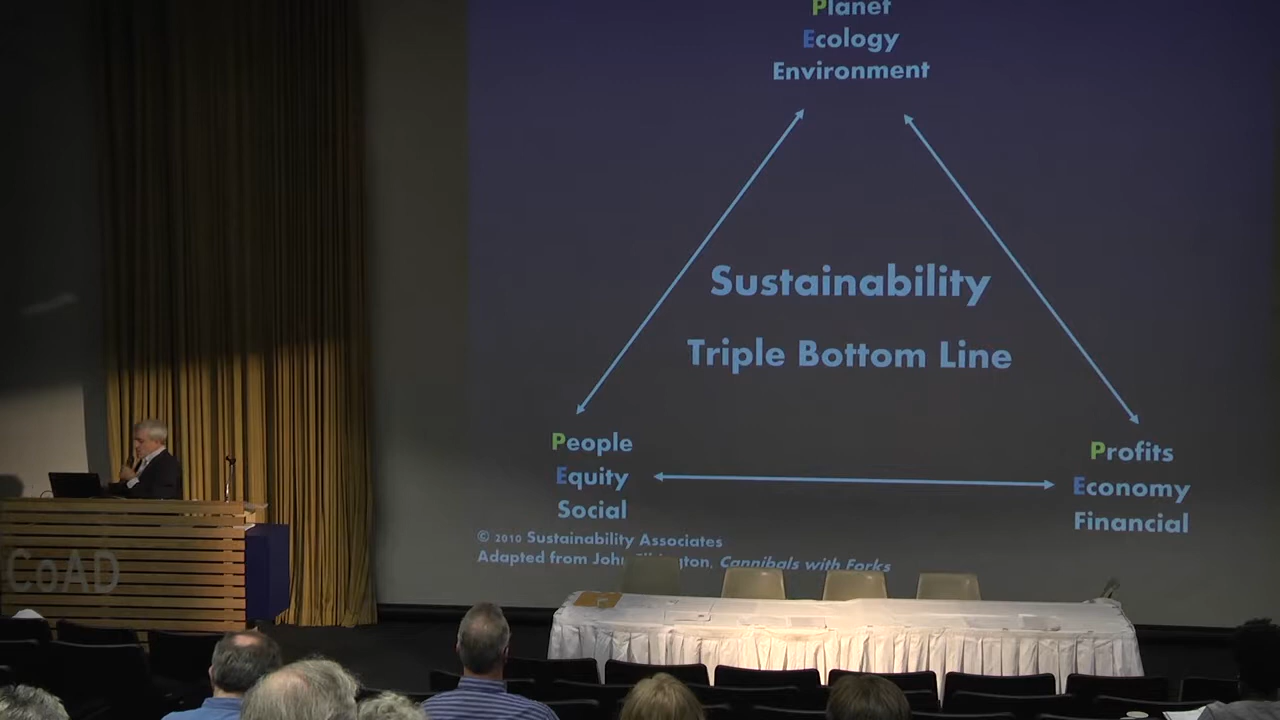 Planet
Ecology
Environment
Sustainability
Triple Bottom Line
People
Equity
Social
Profits
Economy
Financial
© 2010 Sustainability Associates
Adapted from John Cannibals with Forks
CoAD